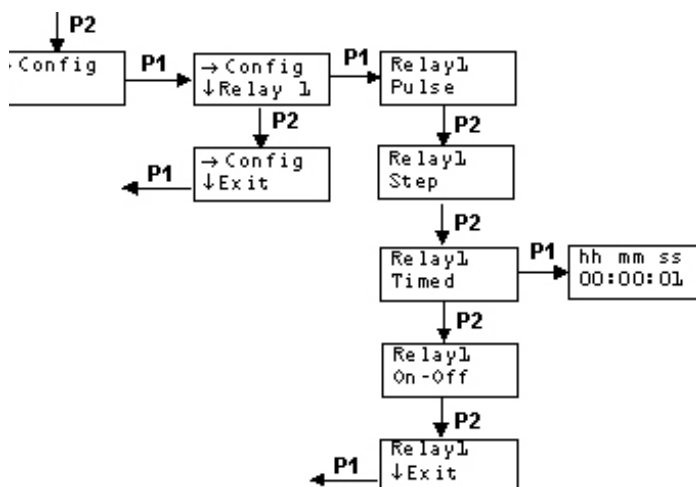 P2
→ Config
P1
→ Config
↓Relay 1
P1
Relay1
Pulse
P2
P2
P1
→ Config
↓Exit
Relay1
Step
P2
Relay1
Timed
P1
hh mm ss
00:00:01
P2
Relay1
On-Off
P2
P1
Relay1
↓Exit